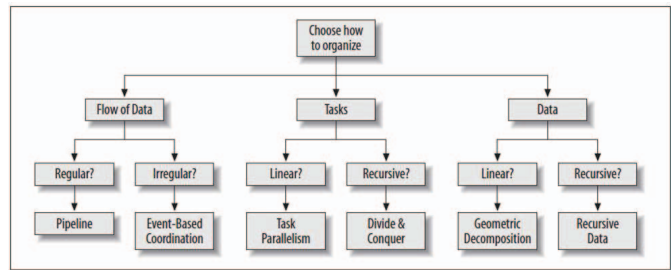 Choose how
to organize
Flow of Data
Tasks
Data
Regular?
Irregular?
Linear?
Recursive?
Linear?
Recursive?
Pipeline
Event-Based
Coordination
Task
Parallelism
Divide &
Conquer
Geometric
Decomposition
Recursive
Data